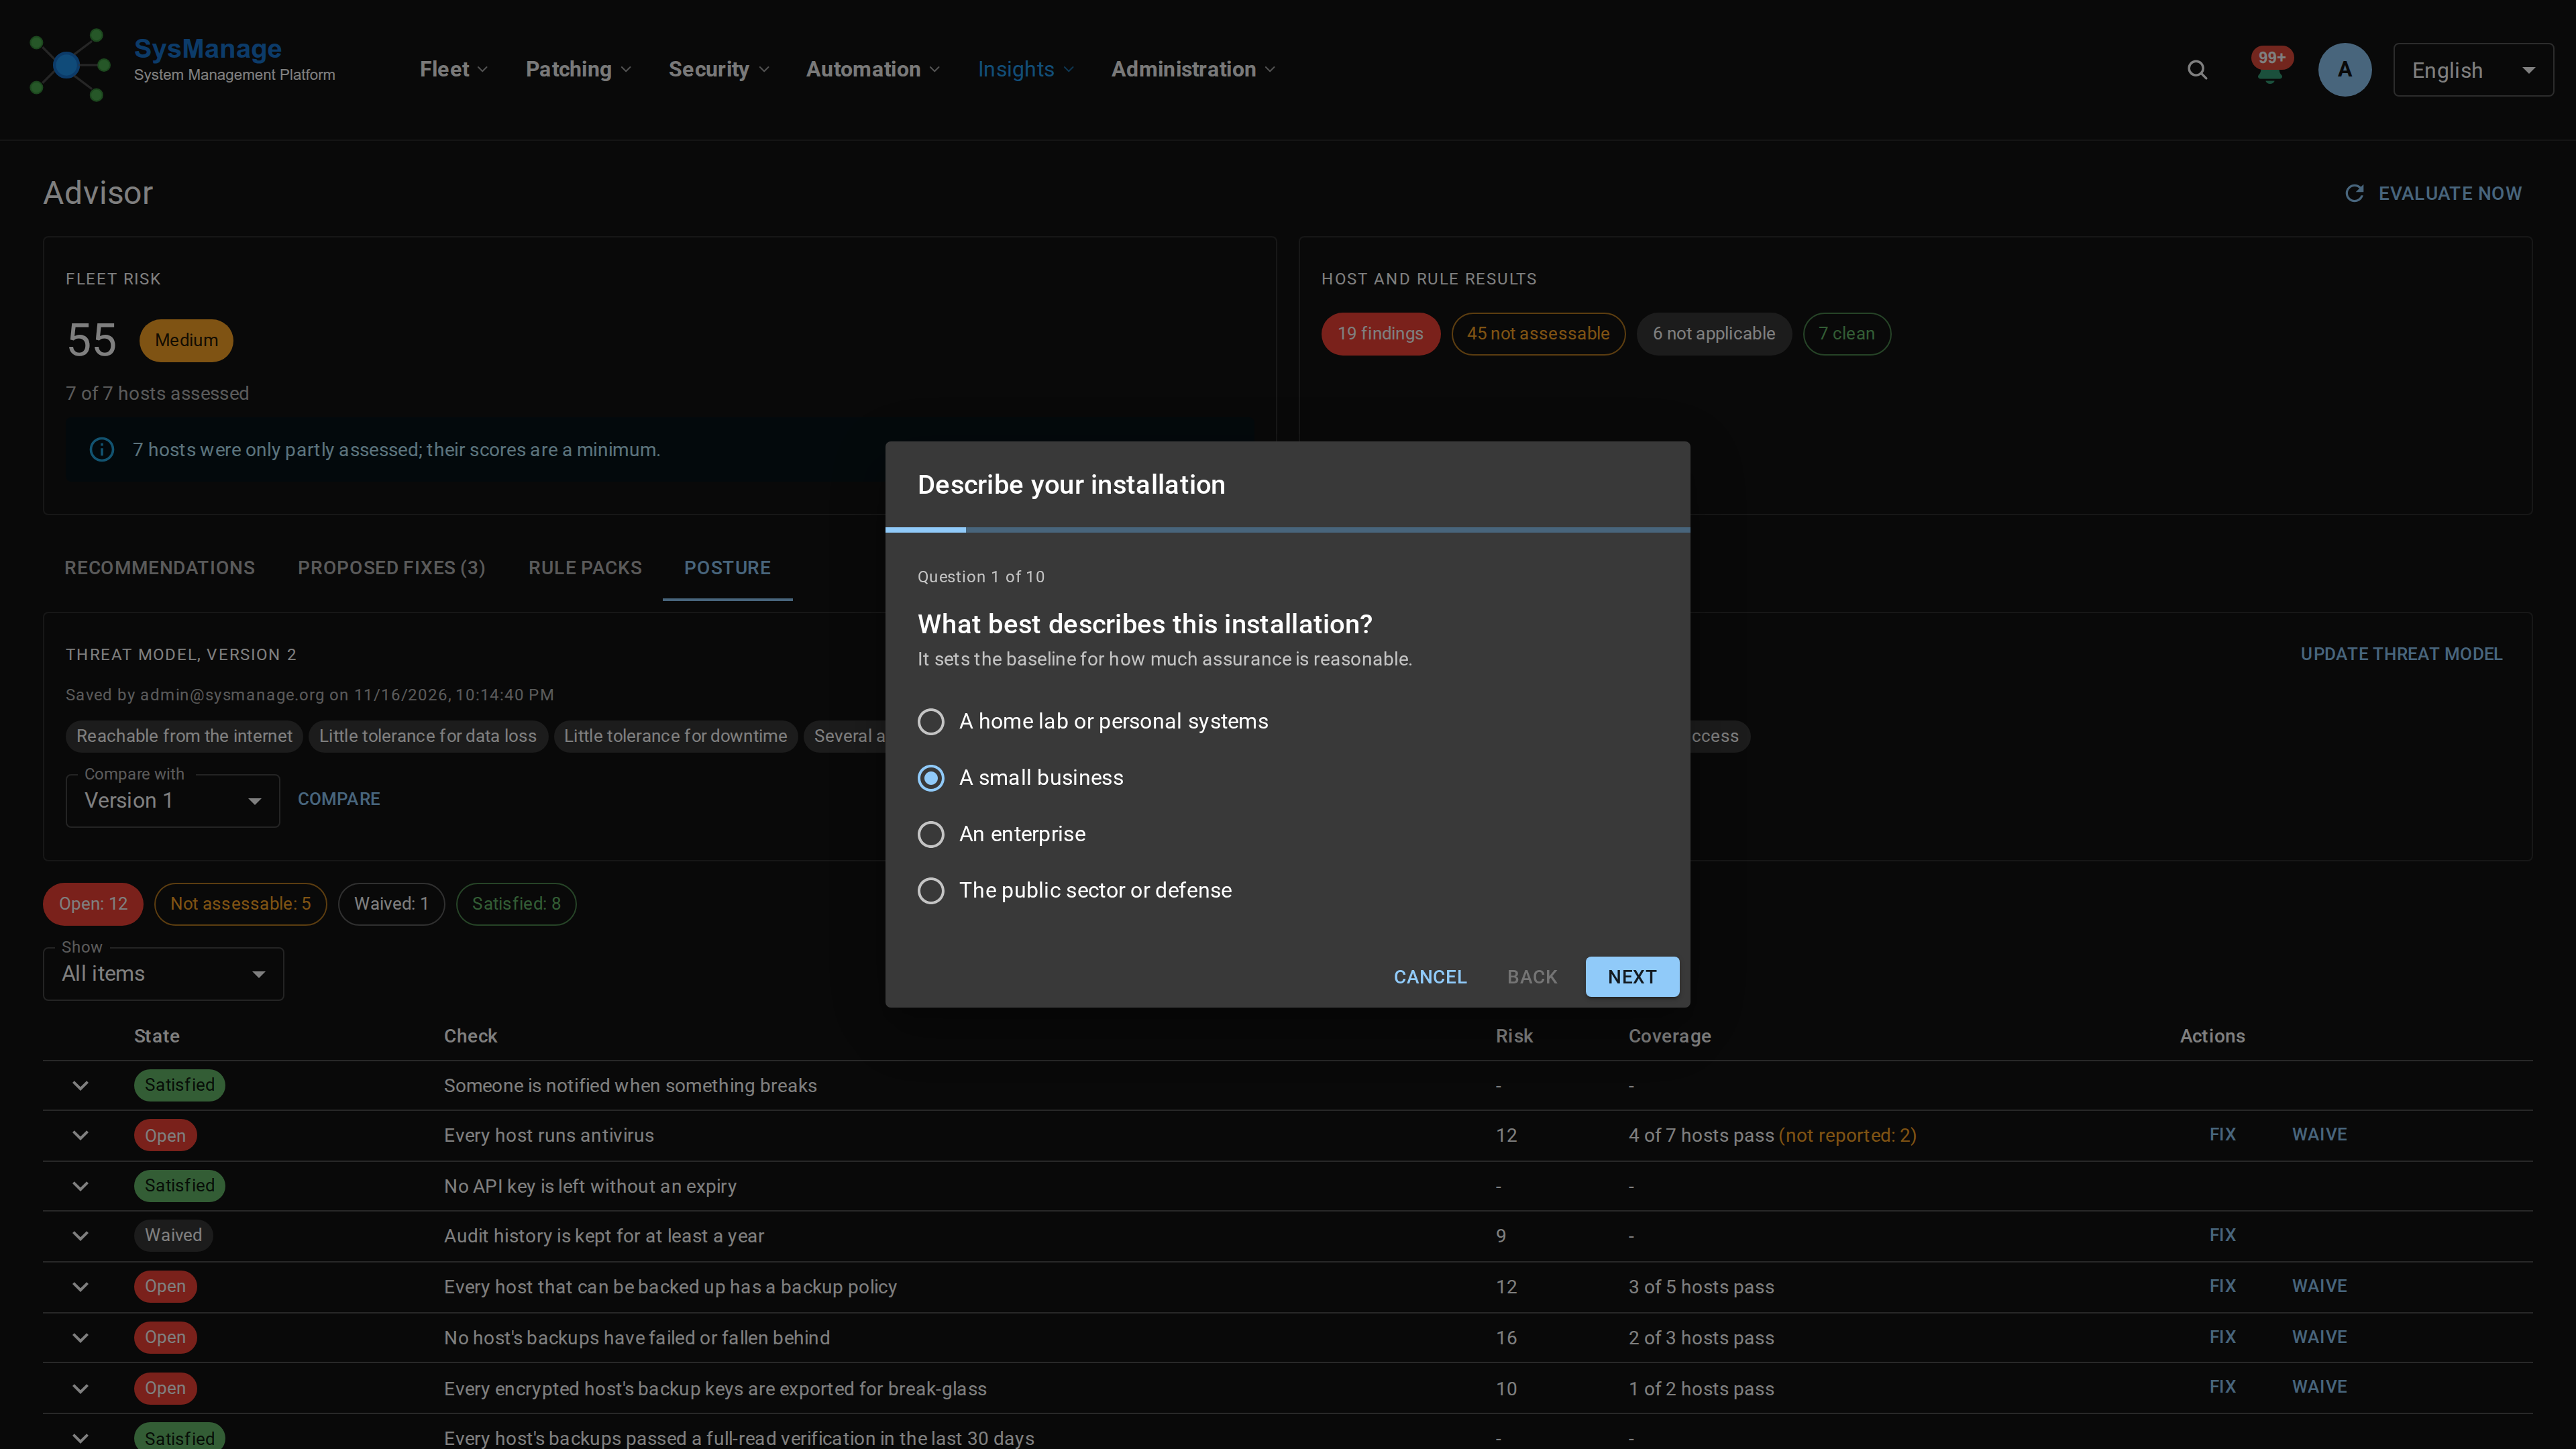 SysManage
System Management Platform
Fleet
Patching
Security
Automation
Insights
Administration
99+
A
English
Advisor
EVALUATE NOW
FLEET RISK
55
Medium
7 of 7 hosts assessed
7 hosts were only partly assessed; their scores are a minimum.
HOST AND RULE RESULTS
19 findings
45 not assessable
6 not applicable
7 clean
RECOMMENDATIONS
PROPOSED FIXES (3)
RULE PACKS
POSTURE
THREAT MODEL, VERSION 2
UPDATE THREAT MODEL
Saved by admin@sysmanage.org on 11/16/2026, 10:14:40 PM
Reachable from the internet
Little tolerance for data loss
Little tolerance for downtime
Several
Compare with
Version 1
COMPARE
Describe your installation
Question 1 of 10
What best describes this installation?
It sets the baseline for how much assurance is reasonable.
A home lab or personal systems
A small business
An enterprise
The public sector or defense
CANCEL
BACK
NEXT
Open: 12
Not assessable: 5
Waived: 1
Satisfied: 8
Show
All items
State Check Risk Coverage Actions
Satisfied Someone is notified when something breaks - -
Open Every host runs antivirus 12 4 of 7 hosts pass (not reported: 2) FIX WAIVE
Satisfied No API key is left without an expiry - -
Waived Audit history is kept for at least a year 9 - FIX
Open Every host that can be backed up has a backup policy 12 3 of 5 hosts pass FIX WAIVE
Open No host's backups have failed or fallen behind 16 2 of 3 hosts pass FIX WAIVE
Open Every encrypted host's backup keys are exported for break-glass 10 1 of 2 hosts pass FIX WAIVE
Satisfied Every host's backups passed a full-read verification in the last 30 days - -